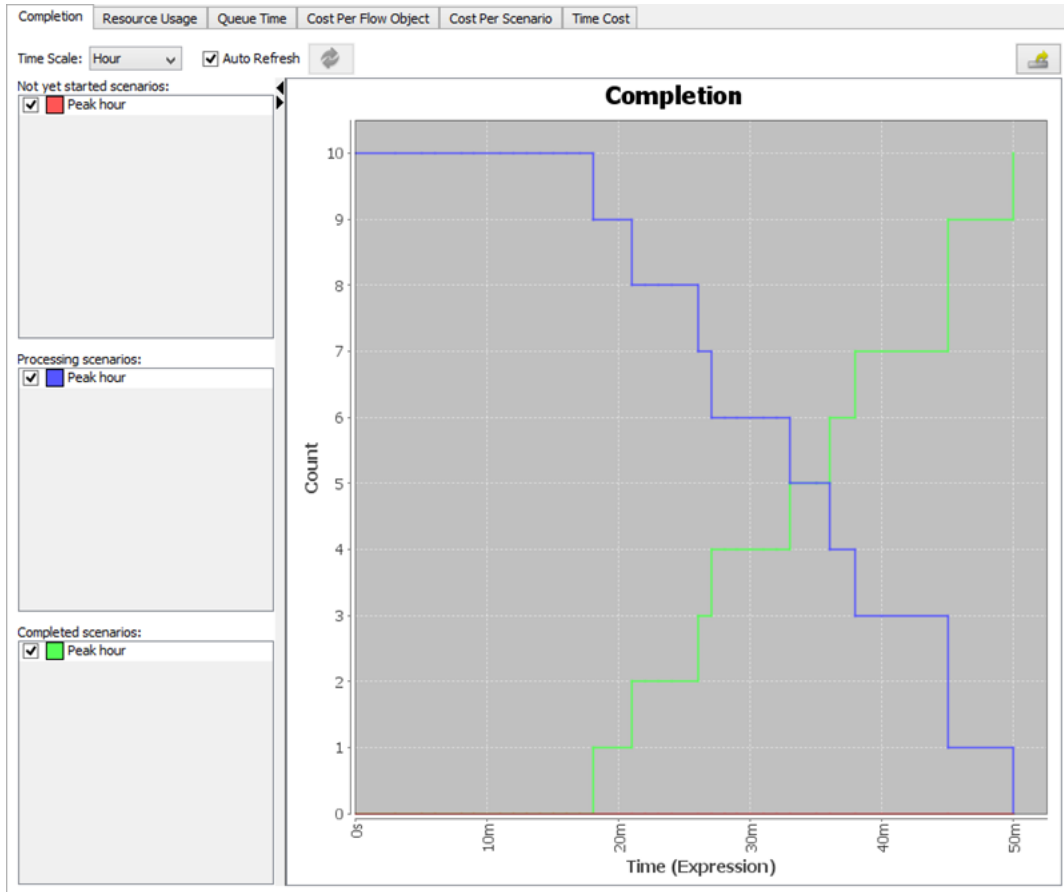 Completion Resource Usage Queue Time Cost Per Flow Object Cost Per Scenario Time Cost
Time Scale: Hour Auto Refresh
Not yet started scenarios:
Peak hour
Processing scenarios:
Peak hour
Completed scenarios:
Peak hour
Completion
10
9
8
7
6
5
4
3
2
1
0
Count
0s 10m 20m 30m 40m 50m
Time (Expression)